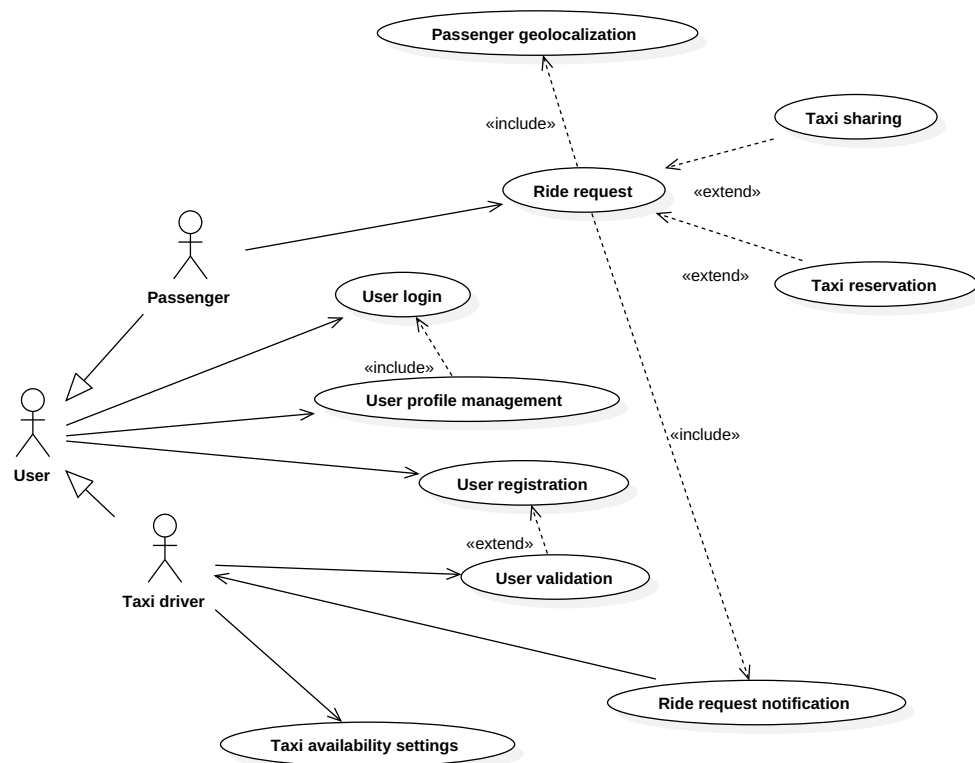 Passenger geolocalization
«include»
Taxi sharing
Ride request
«extend»
Passenger
«extend»
Taxi reservation
User login
«include»
User profile management
«include»
User
User registration
«extend»
User validation
Taxi driver
Ride request notification
Taxi availability settings